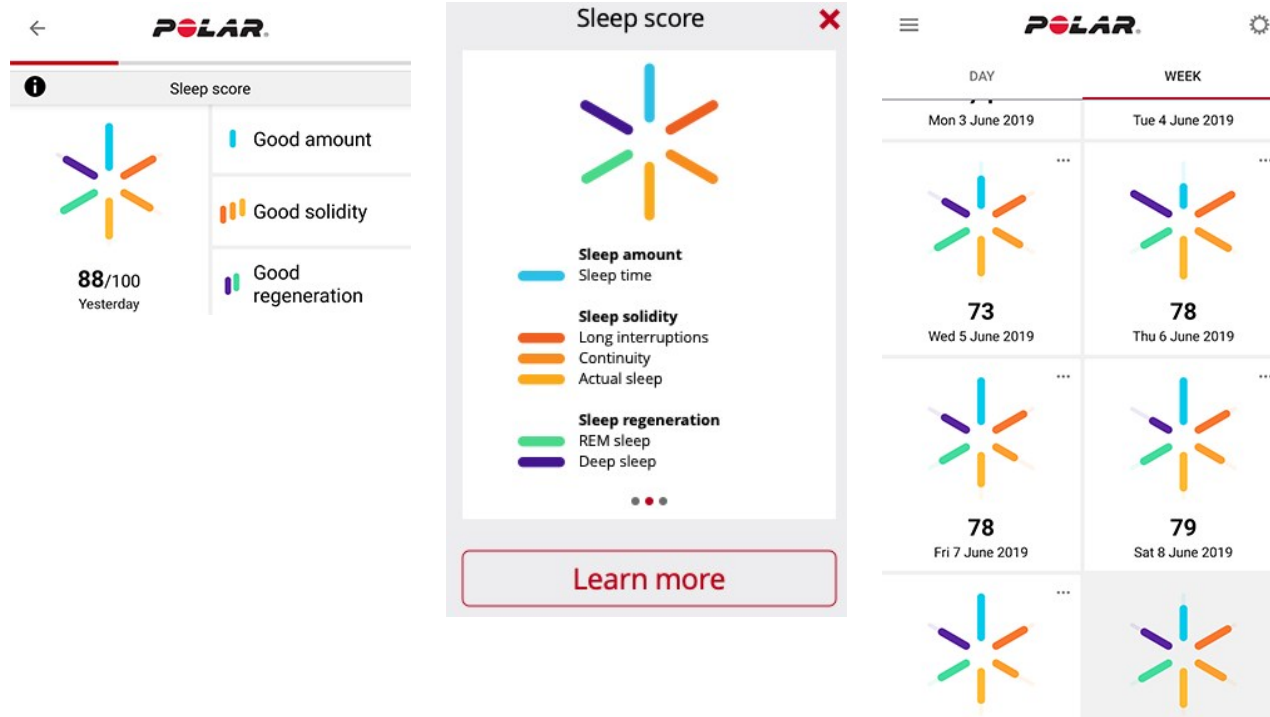 POLAR.
Sleep score
Good amount
Good solidity
Good
regeneration
88/100
Yesterday
Sleep score
Sleep amount
Sleep time
Sleep solidity
Long interruptions
Continuity
Actual sleep
Sleep regeneration
REM sleep
Deep sleep
Learn more
POLAR.
DAY
WEEK
Mon 3 June 2019
Tue 4 June 2019
73
Wed 5 June 2019
78
Thu 6 June 2019
78
Fri 7 June 2019
79
Sat 8 June 2019